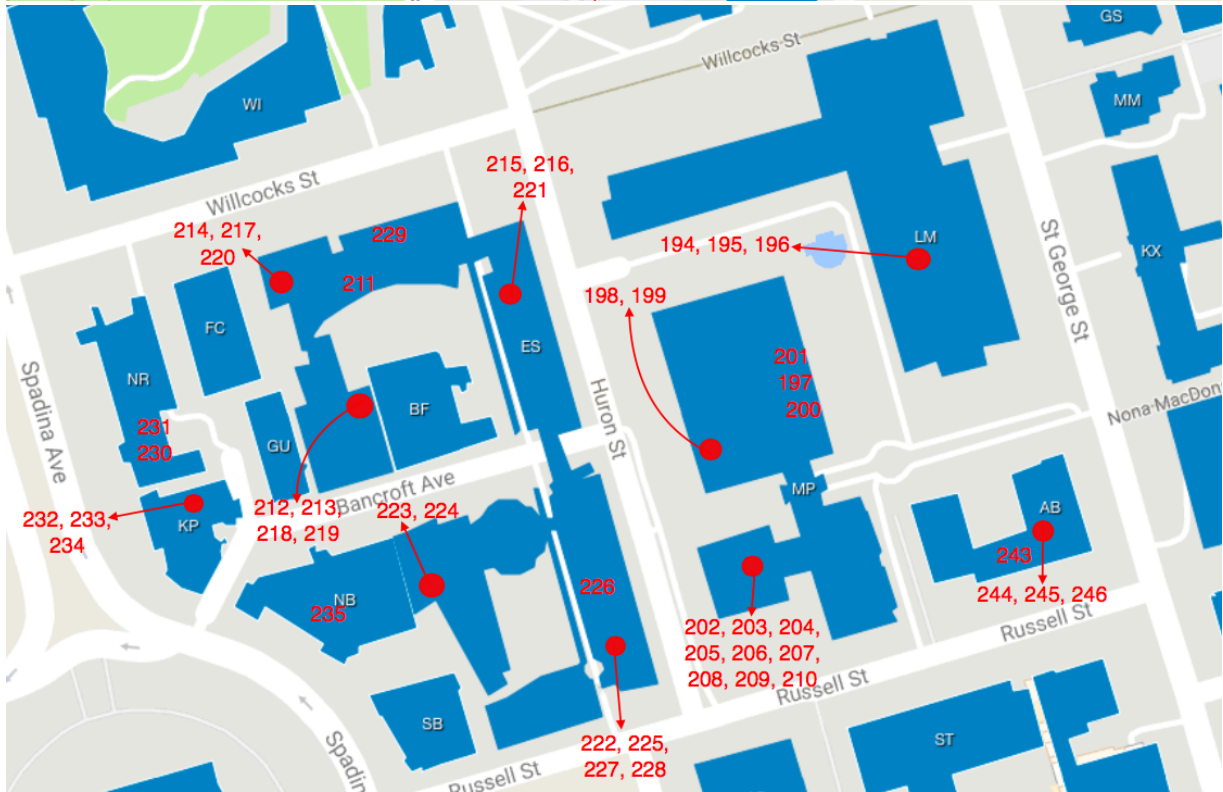 GS
Willcocks St
MM
WI
215, 216,
221
Willcocks St
214, 217,
220
229
211
194, 195, 196
LM
St George St
KX
198, 199
FC
ES
NR
201
197
200
Spadina Ave
Huron St
BF
Nona MacDon
231
230
GU
Bancroft Ave
MP
232, 233,
234
KP
212, 213,
218, 219
223, 224
AB
243
226
NB
235
244, 245, 246
Russell St
202, 203, 204,
205, 206, 207,
208, 209, 210
Russell St
SB
ST
222, 225,
227, 228
Spadin
Russell St